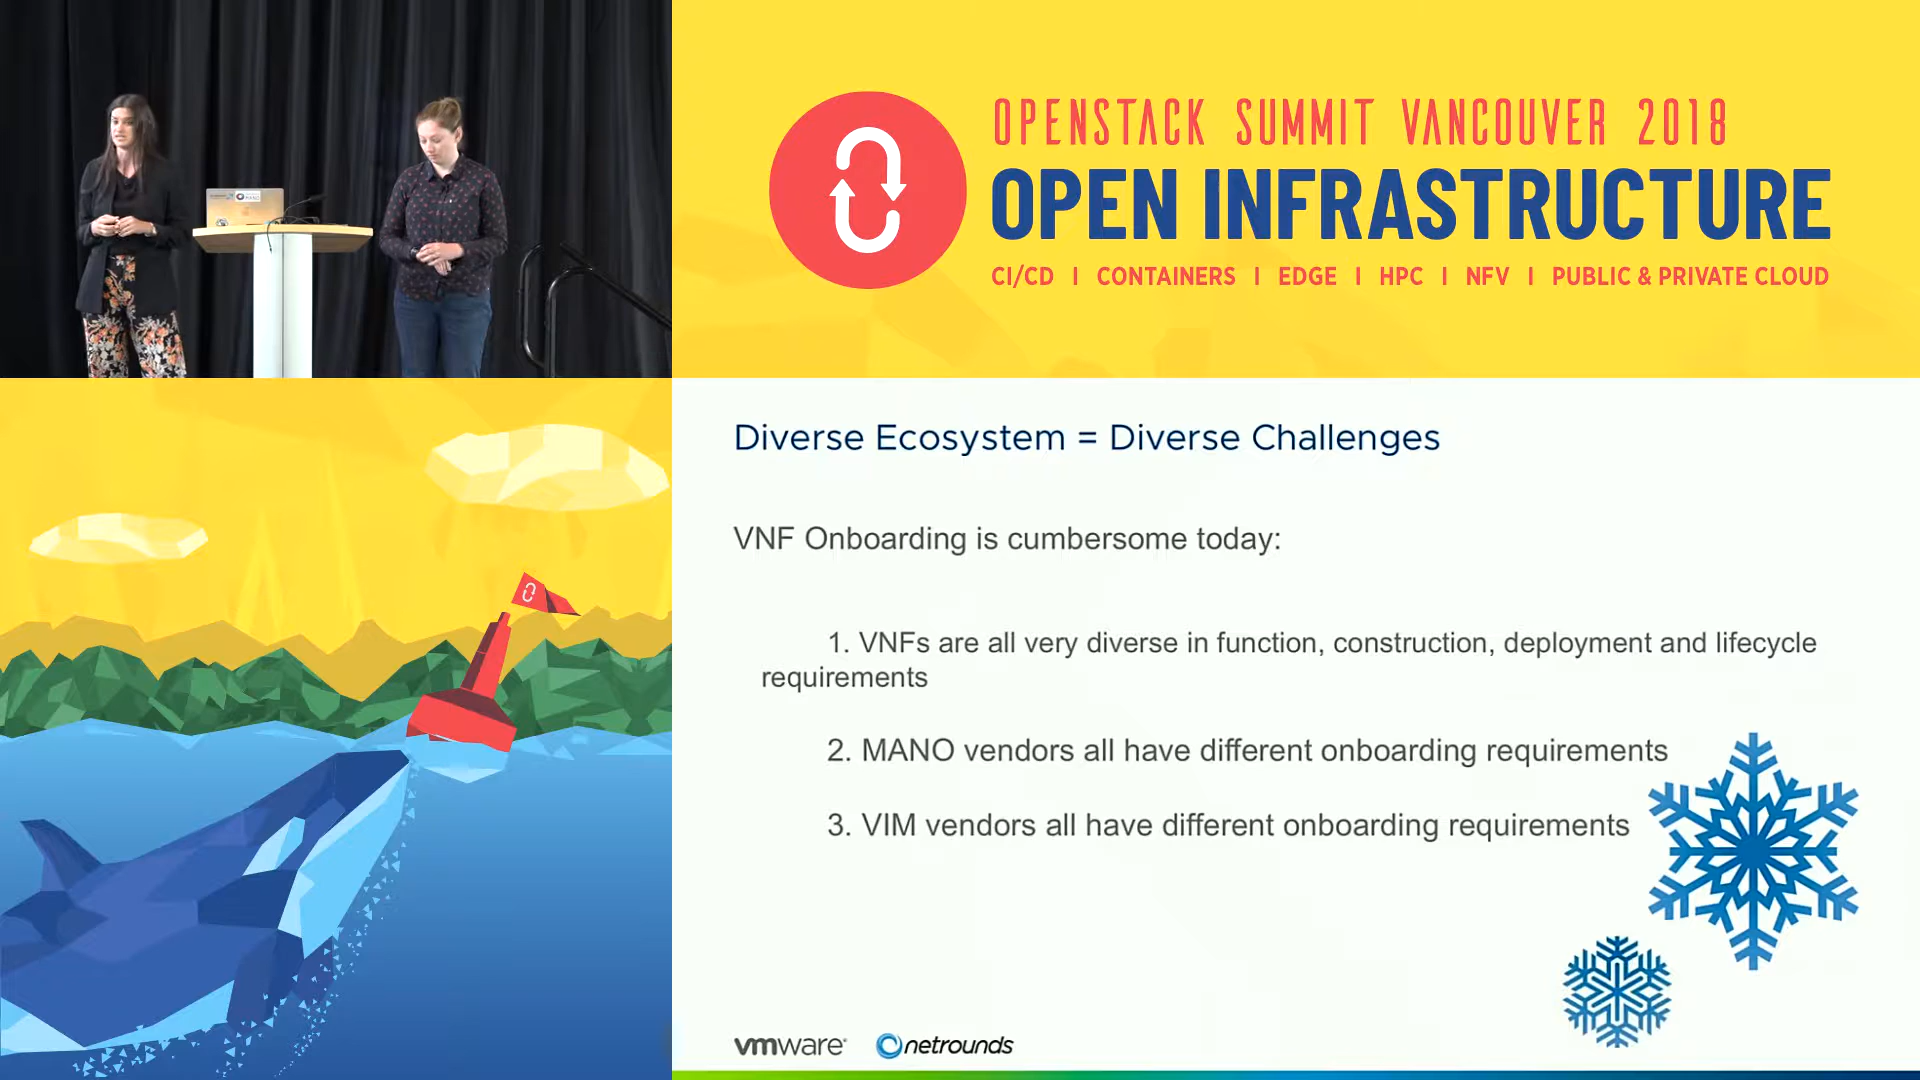 OPENSTACK SUMMIT VANCOUVER 2018
OPEN INFRASTRUCTURE
CI/CD I CONTAINERS I EDGE I HPC I NFV I PUBLIC & PRIVATE CLOUD
Diverse Ecosystem = Diverse Challenges
VNF Onboarding is cumbersome today:
1. VNFs are all very diverse in function, construction, deployment and lifecycle
requirements
2. MANO vendors all have different onboarding requirements
3. VIM vendors all have different onboarding requirements
vmware
netrounds